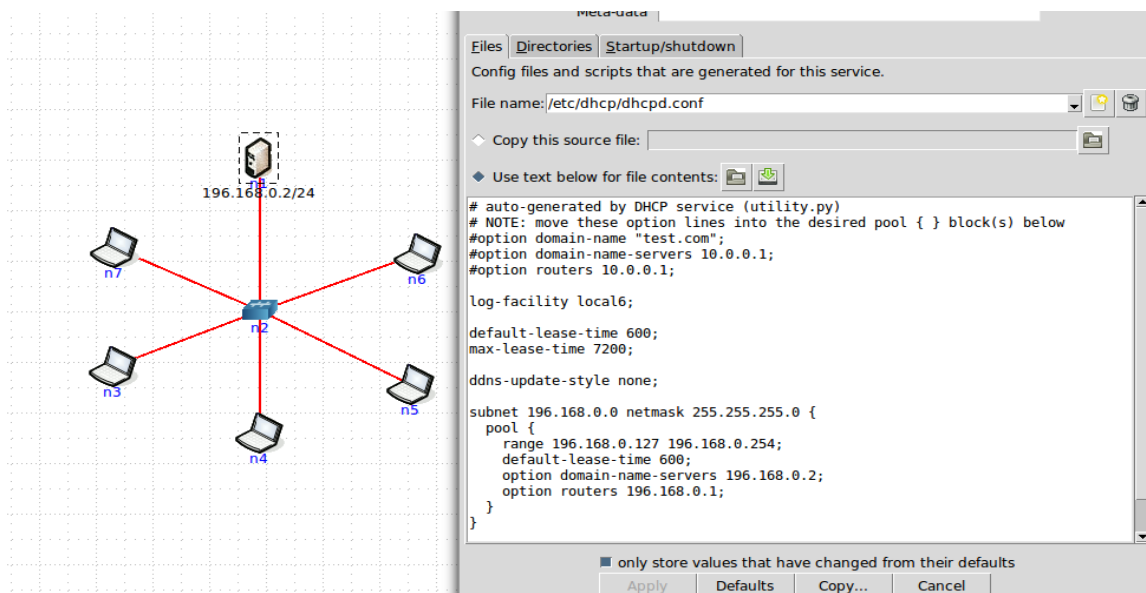 n1
196.168.0.2/24
n7
n6
n2
n3
n5
n4
Meta-data
Files Directories Startup/shutdown
Config files and scripts that are generated for this service.
File name: /etc/dhcp/dhcpd.conf
Copy this source file:
Use text below for file contents:
# auto-generated by DHCP service (utility.py)
# NOTE: move these option lines into the desired pool { } block(s) below
#option domain-name "test.com";
#option domain-name-servers 10.0.0.1;
#option routers 10.0.0.1;
log-facility local6;
default-lease-time 600;
max-lease-time 7200;
ddns-update-style none;
subnet 196.168.0.0 netmask 255.255.255.0 {
pool {
range 196.168.0.127 196.168.0.254;
default-lease-time 600;
option domain-name-servers 196.168.0.2;
option routers 196.168.0.1;
}
}
only store values that have changed from their defaults
Apply Defaults Copy... Cancel